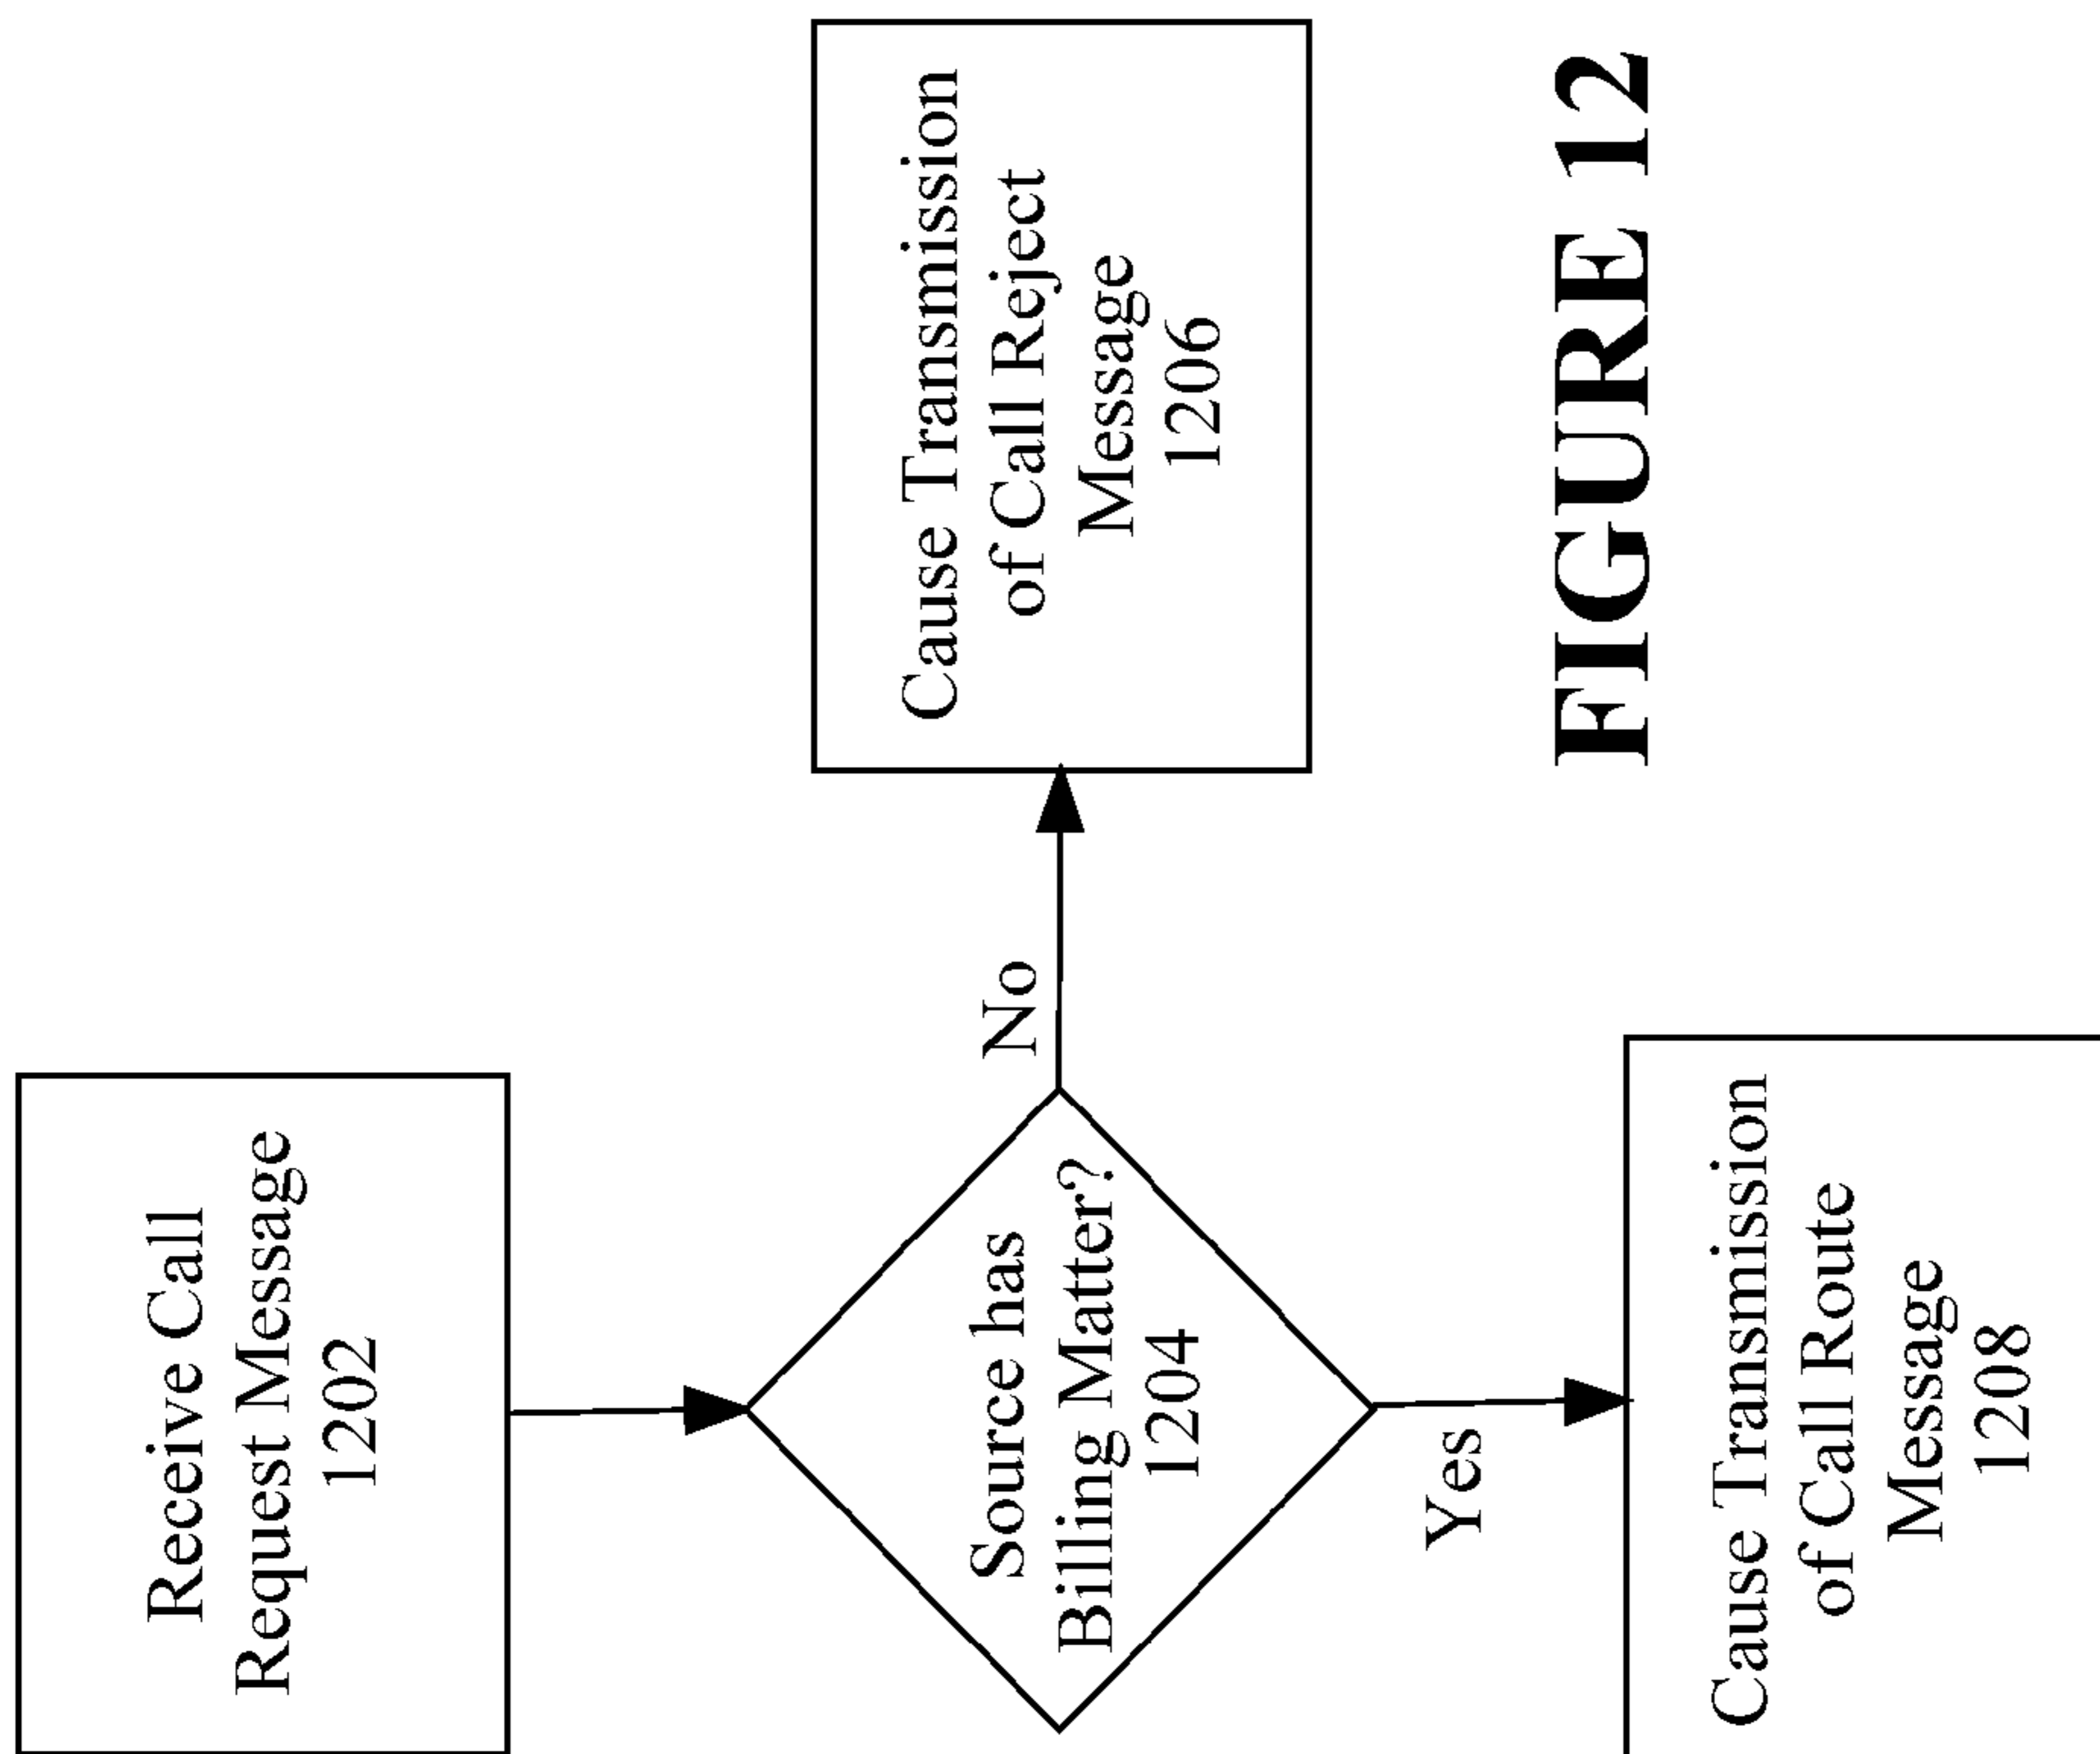 Receive Call
Request Message
1202
Source has
Billing Matter?
1204
No
Cause Transmission
of Call Reject
Message
1206
Yes
Cause Transmission
of Call Route
Message
1208
FIGURE 12